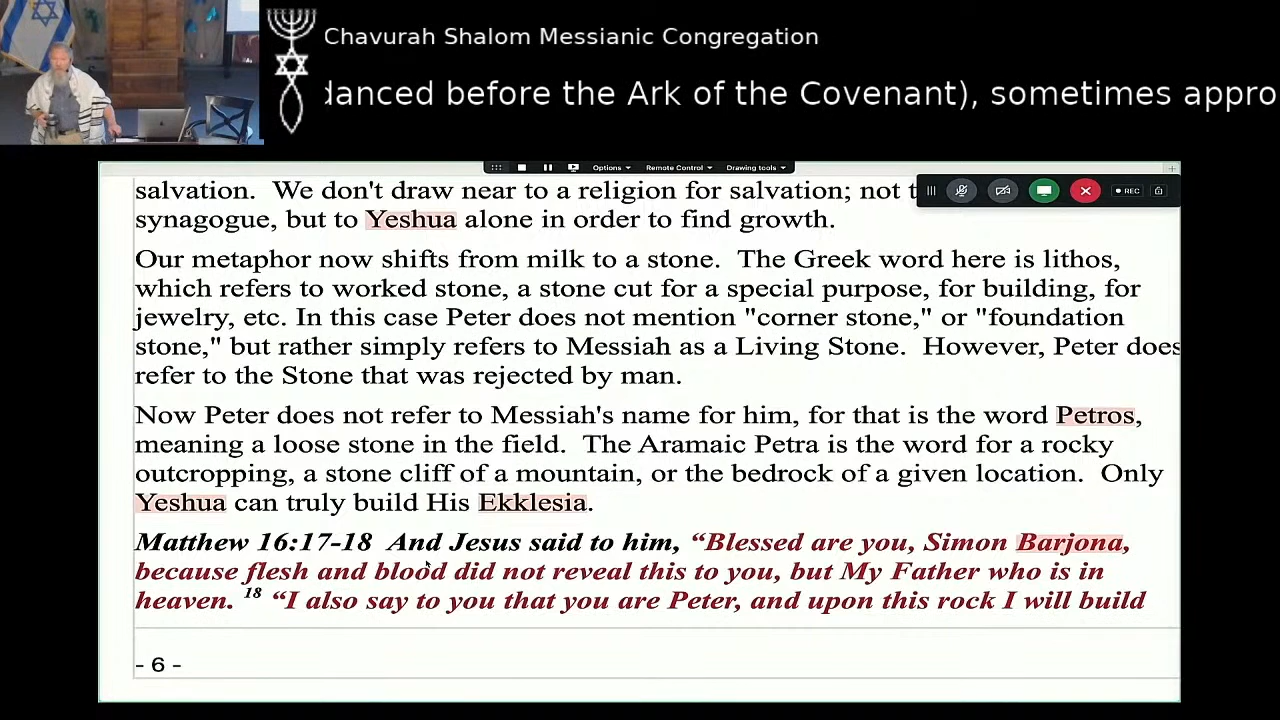 Chavurah Shalom Messianic Congregation
danced before the Ark of the Covenant), sometimes appro
Options
Remote Control
Drawing tools
REC
salvation.  We don't draw near to a religion for salvation; not t
synagogue, but to Yeshua alone in order to find growth.
Our metaphor now shifts from milk to a stone.  The Greek word here is lithos,
which refers to worked stone, a stone cut for a special purpose, for building, for
jewelry, etc. In this case Peter does not mention "corner stone," or "foundation
stone," but rather simply refers to Messiah as a Living Stone.  However, Peter does
refer to the Stone that was rejected by man.
Now Peter does not refer to Messiah's name for him, for that is the word Petros,
meaning a loose stone in the field.  The Aramaic Petra is the word for a rocky
outcropping, a stone cliff of a mountain, or the bedrock of a given location.  Only
Yeshua can truly build His Ekklesia.
Matthew 16:17-18  And Jesus said to him, “Blessed are you, Simon Barjona,
because flesh and blood did not reveal this to you, but My Father who is in
heaven. 18 “I also say to you that you are Peter, and upon this rock I will build
- 6 -